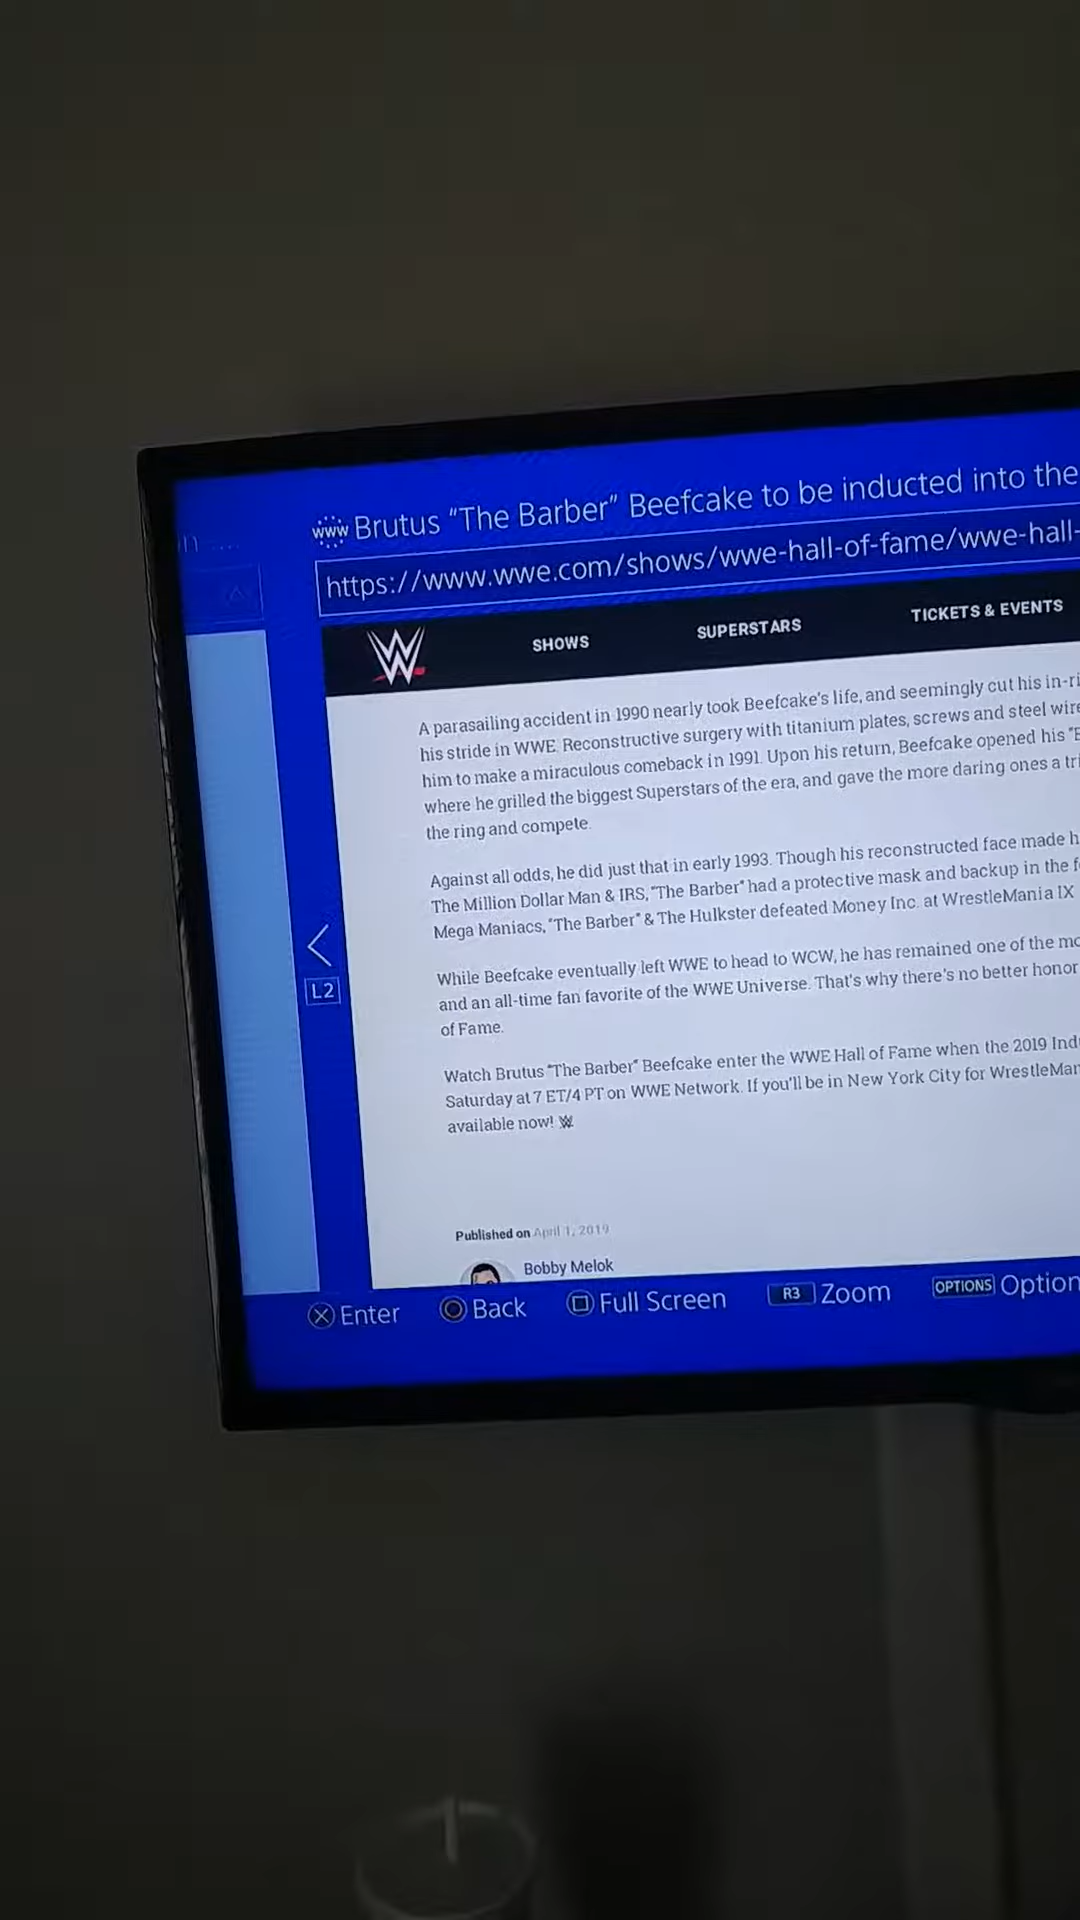 Brutus "The Barber" Beefcake to be inducted into the
https://www.wwe.com/shows/wwe-hall-of-fame/wwe-hall-
SHOWS SUPERSTARS TICKETS & EVENTS
A parasailing accident in 1990 nearly took Beefcake's life, and seemingly cut his in-ri
his stride in WWE. Reconstructive surgery with titanium plates, screws and steel wire
him to make a miraculous comeback in 1991. Upon his return, Beefcake opened his "B
where he grilled the biggest Superstars of the era, and gave the more daring ones a tri
the ring and compete.
Against all odds, he did just that in early 1993. Though his reconstructed face made h
The Million Dollar Man & IRS, "The Barber" had a protective mask and backup in the f
Mega Maniacs, "The Barber" & The Hulkster defeated Money Inc. at WrestleMania IX
While Beefcake eventually left WWE to head to WCW, he has remained one of the mo
and an all-time fan favorite of the WWE Universe. That's why there's no better honor
of Fame.
Watch Brutus "The Barber" Beefcake enter the WWE Hall of Fame when the 2019 Indu
Saturday at 7 ET/4 PT on WWE Network. If you'll be in New York City for WrestleMan
available now!
L2
Published on April 1, 2019
Bobby Melok
Enter Back Full Screen R3 Zoom OPTIONS Option